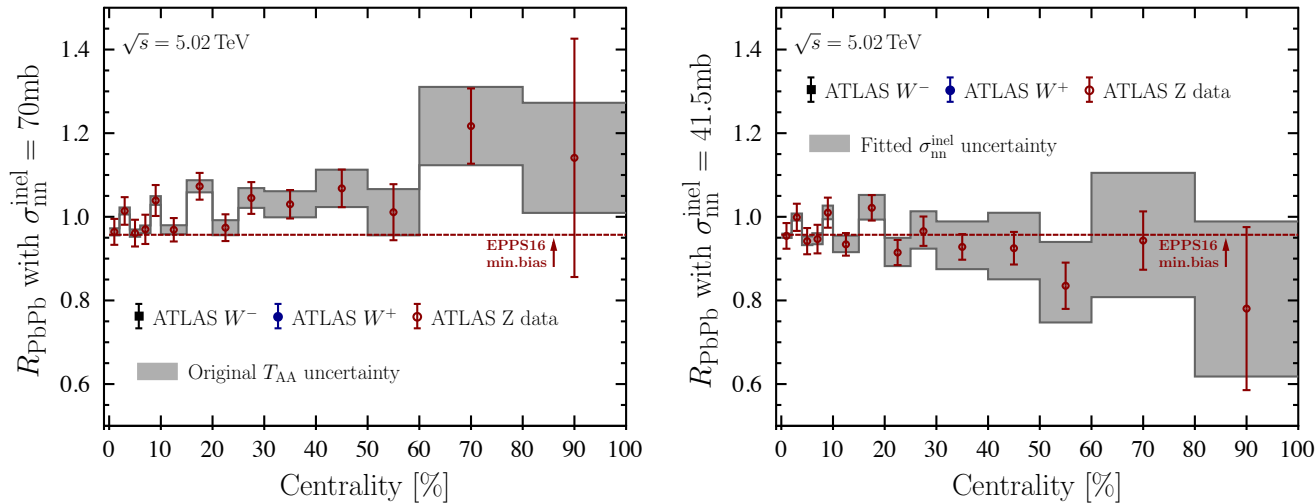 R_PbPb with σ_nn^inel = 70mb
1.4
1.2
1.0
0.8
0.6
√s = 5.02 TeV
EPPS16
min.bias
ATLAS W⁻ ATLAS W⁺ ATLAS Z data
Original T_AA uncertainty
0 10 20 30 40 50 60 70 80 90 100
Centrality [%]
R_PbPb with σ_nn^inel = 41.5mb
1.4
1.2
1.0
0.8
0.6
√s = 5.02 TeV
ATLAS W⁻ ATLAS W⁺ ATLAS Z data
Fitted σ_nn^inel uncertainty
EPPS16
min.bias
0 10 20 30 40 50 60 70 80 90 100
Centrality [%]